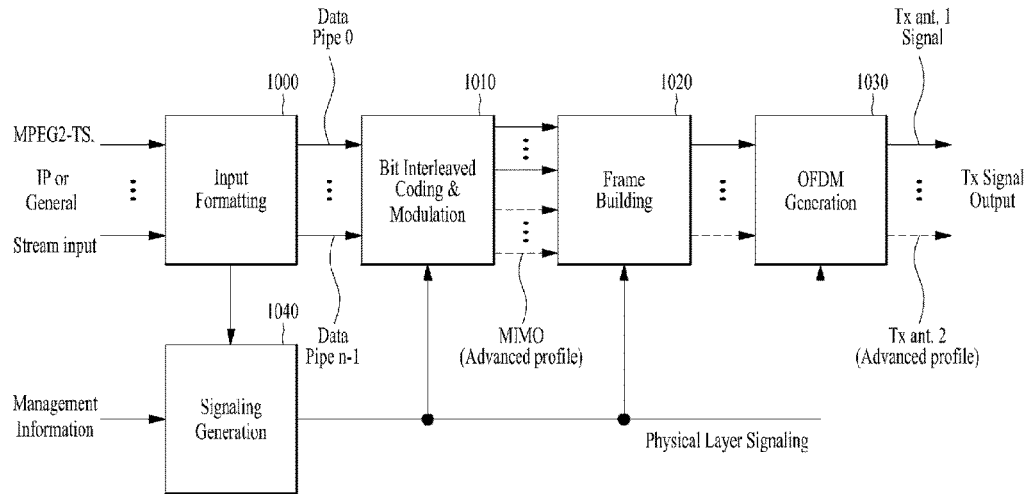 Data
Pipe 0
Tx ant. 1
Signal
1000
1010
1020
1030
MPEG2-TS.
IP or
General
Stream input
Input
Formatting
Bit Interleaved
Coding &
Modulation
Frame
Building
OFDM
Generation
Tx Signal
Output
1040
Data
Pipe n-1
MIMO
(Advanced profile)
Tx ant. 2
(Advanced profile)
Management
Information
Signaling
Generation
Physical Layer Signaling